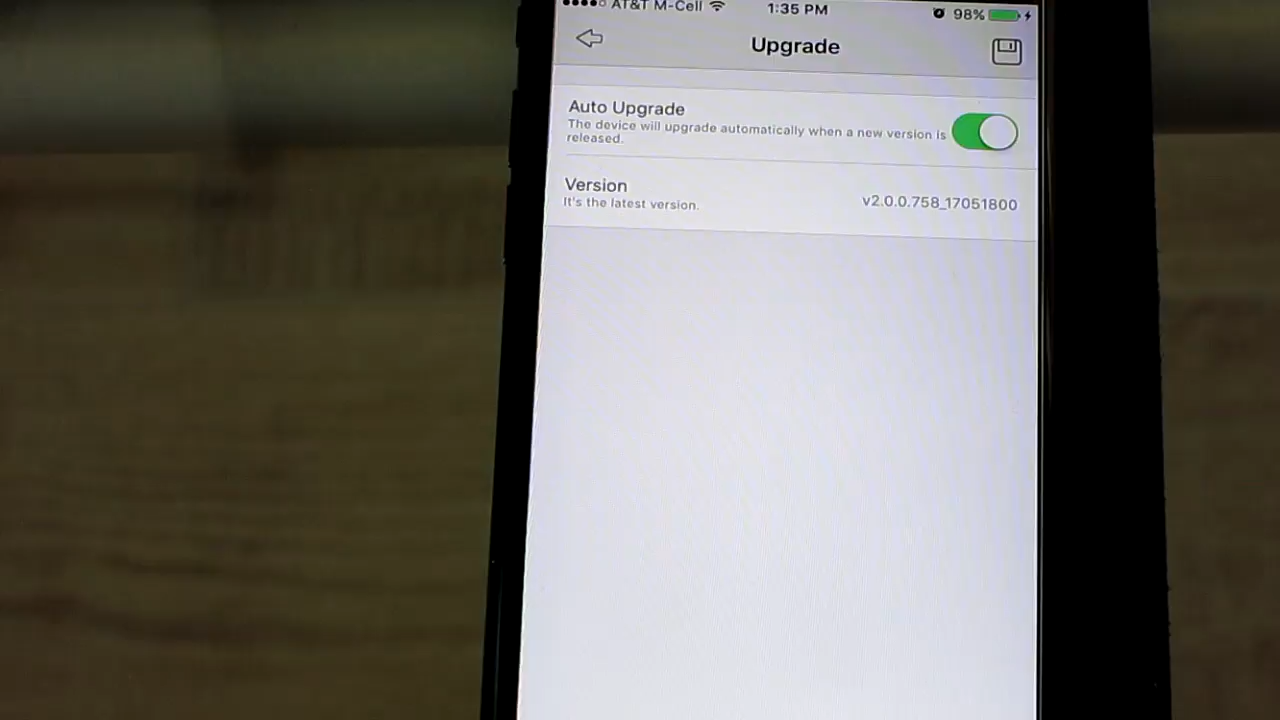 AT&T M-Cell 1:35 PM 98%
Upgrade
Auto Upgrade
The device will upgrade automatically when a new version is
released.
Version
It's the latest version.
v2.0.0.758_17051800